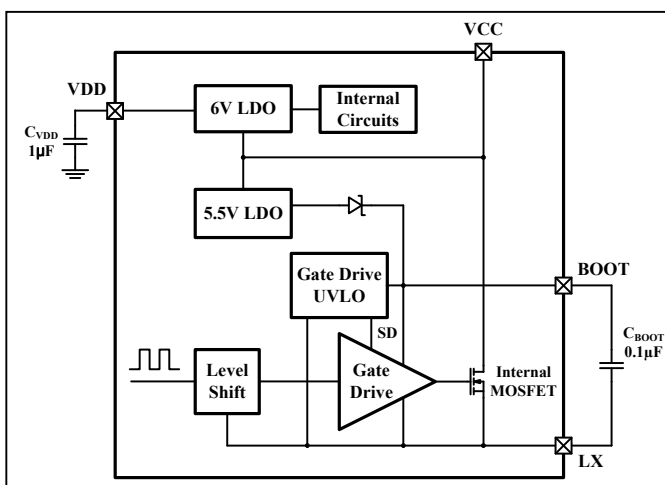 VCC
VDD
6V LDO
Internal
Circuits
CVDD
1µF
5.5V LDO
Gate Drive
UVLO
BOOT
SD
CBOOT
0.1µF
Level
Shift
Gate
Drive
Internal
MOSFET
LX